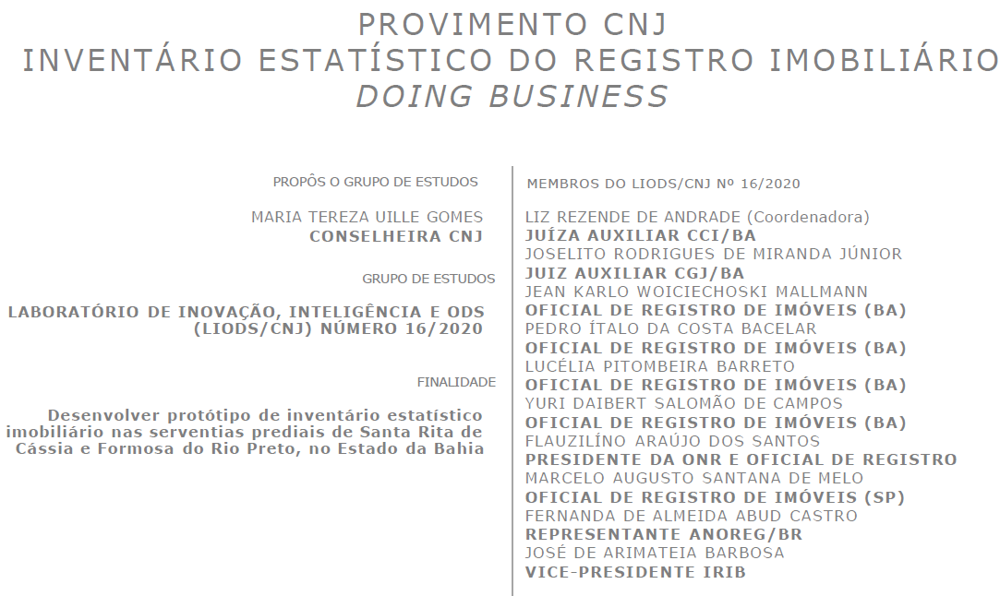 PROVIMENTO CNJ
INVENTÁRIO ESTATÍSTICO DO REGISTRO IMOBILIÁRIO
DOING BUSINESS
PROPÔS O GRUPO DE ESTUDOS
MARIA TEREZA UILLE GOMES
CONSELHEIRA CNJ
GRUPO DE ESTUDOS
LABORATÓRIO DE INOVAÇÃO, INTELIGÊNCIA E ODS
(LIODS/CNJ) NÚMERO 16/2020
FINALIDADE
Desenvolver protótipo de inventário estatístico
imobiliário nas serventias prediais de Santa Rita de
Cássia e Formosa do Rio Preto, no Estado da Bahia
MEMBROS DO LIODS/CNJ Nº 16/2020
LIZ REZENDE DE ANDRADE (Coordenadora)
JUÍZA AUXILIAR CCI/BA
JOSELITO RODRIGUES DE MIRANDA JÚNIOR
JUIZ AUXILIAR CGJ/BA
JEAN KARLO WOICIECHOSKI MALLMANN
OFICIAL DE REGISTRO DE IMÓVEIS (BA)
PEDRO ÍTALO DA COSTA BACELAR
OFICIAL DE REGISTRO DE IMÓVEIS (BA)
LUCÉLIA PITOMBEIRA BARRETO
OFICIAL DE REGISTRO DE IMÓVEIS (BA)
YURI DAIBERT SALOMÃO DE CAMPOS
OFICIAL DE REGISTRO DE IMÓVEIS (BA)
FLAUZILÍNO ARAÚJO DOS SANTOS
PRESIDENTE DA ONR E OFICIAL DE REGISTRO
MARCELO AUGUSTO SANTANA DE MELO
OFICIAL DE REGISTRO DE IMÓVEIS (SP)
FERNANDA DE ALMEIDA ABUD CASTRO
REPRESENTANTE ANOREG/BR
JOSÉ DE ARIMATEIA BARBOSA
VICE-PRESIDENTE IRIB